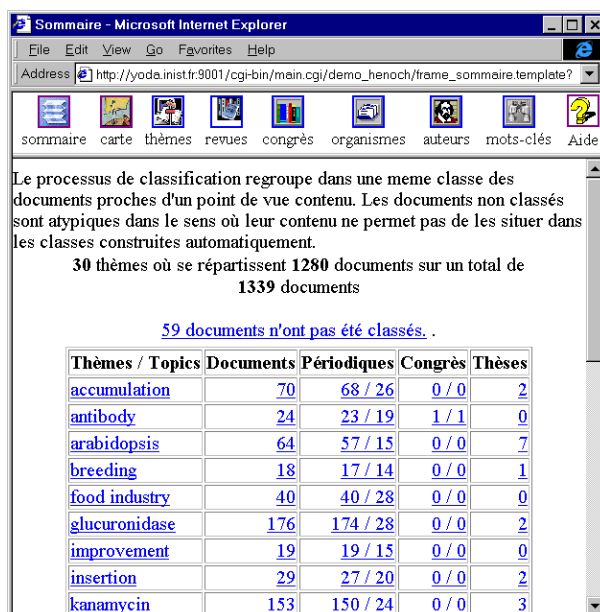 Sommaire - Microsoft Internet Explorer
File Edit View Go Favorites Help
Address http://yoda.inist.fr:9001/cgi-bin/main.cgi/demo_henoch/frame_sommaire.template?
sommaire carte thèmes revues congrès organismes auteurs mots-clés Aide
Le processus de classification regroupe dans une meme classe des
documents proches d'un point de vue contenu. Les documents non classés
sont atypiques dans le sens où leur contenu ne permet pas de les situer dans
les classes construites automatiquement.
30 thèmes où se répartissent 1280 documents sur un total de
1339 documents
59 documents n'ont pas été classés. .
Thèmes / Topics Documents Périodiques Congrès Thèses
accumulation 70 68 / 26 0 / 0 2
antibody 24 23 / 19 1 / 1 0
arabidopsis 64 57 / 15 0 / 0 7
breeding 18 17 / 14 0 / 0 1
food industry 40 40 / 28 0 / 0 0
glucuronidase 176 174 / 28 0 / 0 2
improvement 19 19 / 15 0 / 0 0
insertion 29 27 / 20 0 / 0 2
kanamycin 153 150 / 24 0 / 0 3